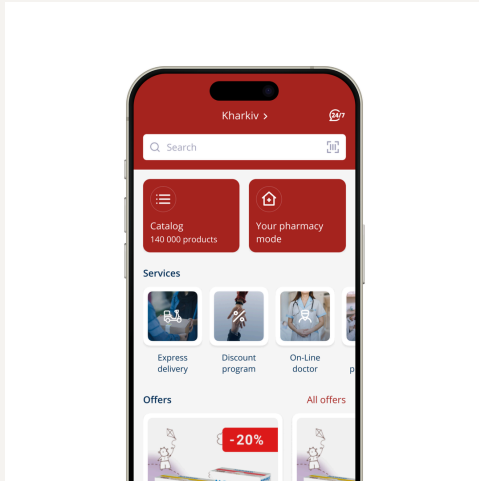 Kharkiv >
24/7
Search
Catalog
140 000 products
Your pharmacy
mode
Services
Express
delivery
Discount
program
On-Line
doctor
p
Offers
All offers
-20%